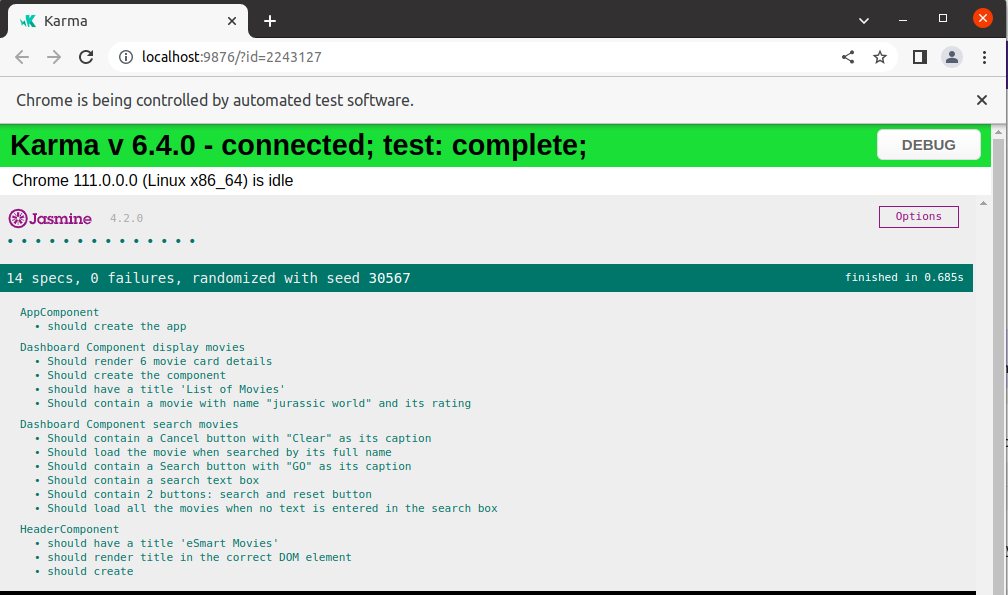 Karma
localhost:9876/?id=2243127
Chrome is being controlled by automated test software.
Karma v 6.4.0 - connected; test: complete;
DEBUG
Chrome 111.0.0.0 (Linux x86_64) is idle
Jasmine 4.2.0
Options
14 specs, 0 failures, randomized with seed 30567
finished in 0.685s
AppComponent
• should create the app
Dashboard Component display movies
• Should render 6 movie card details
• Should create the component
• should have a title 'List of Movies'
• Should contain a movie with name "jurassic world" and its rating
Dashboard Component search movies
• Should contain a Cancel button with "Clear" as its caption
• Should load the movie when searched by its full name
• Should contain a Search button with "GO" as its caption
• Should contain a search text box
• Should contain 2 buttons: search and reset button
• Should load all the movies when no text is entered in the search box
HeaderComponent
• should have a title 'eSmart Movies'
• should render title in the correct DOM element
• should create